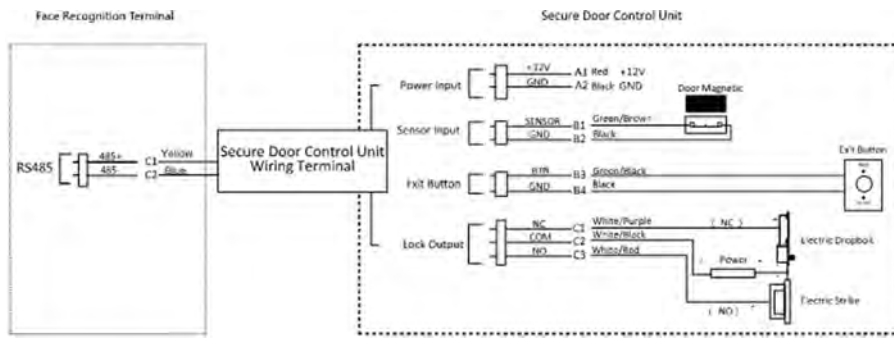 Face Recognition Terminal
Secure Door Control Unit
RS485
485+ C1 Yellow
485- C2 Blue
Secure Door Control Unit
Wiring Terminal
Power Input
+12V A1 Red +12V
GND A2 Black GND
Door Magnetic
Sensor Input
SENSOR B1 Green/Brown
GND B2 Black
Exit Button
Exit Button
BTN B3 Green/Black
GND B4 Black
Lock Output
NC C1 White/Purple ( NC )
COM C2 White/Black
NO C3 White/Red
Electric Dropbolt
Power
Electric Strike
( NO )